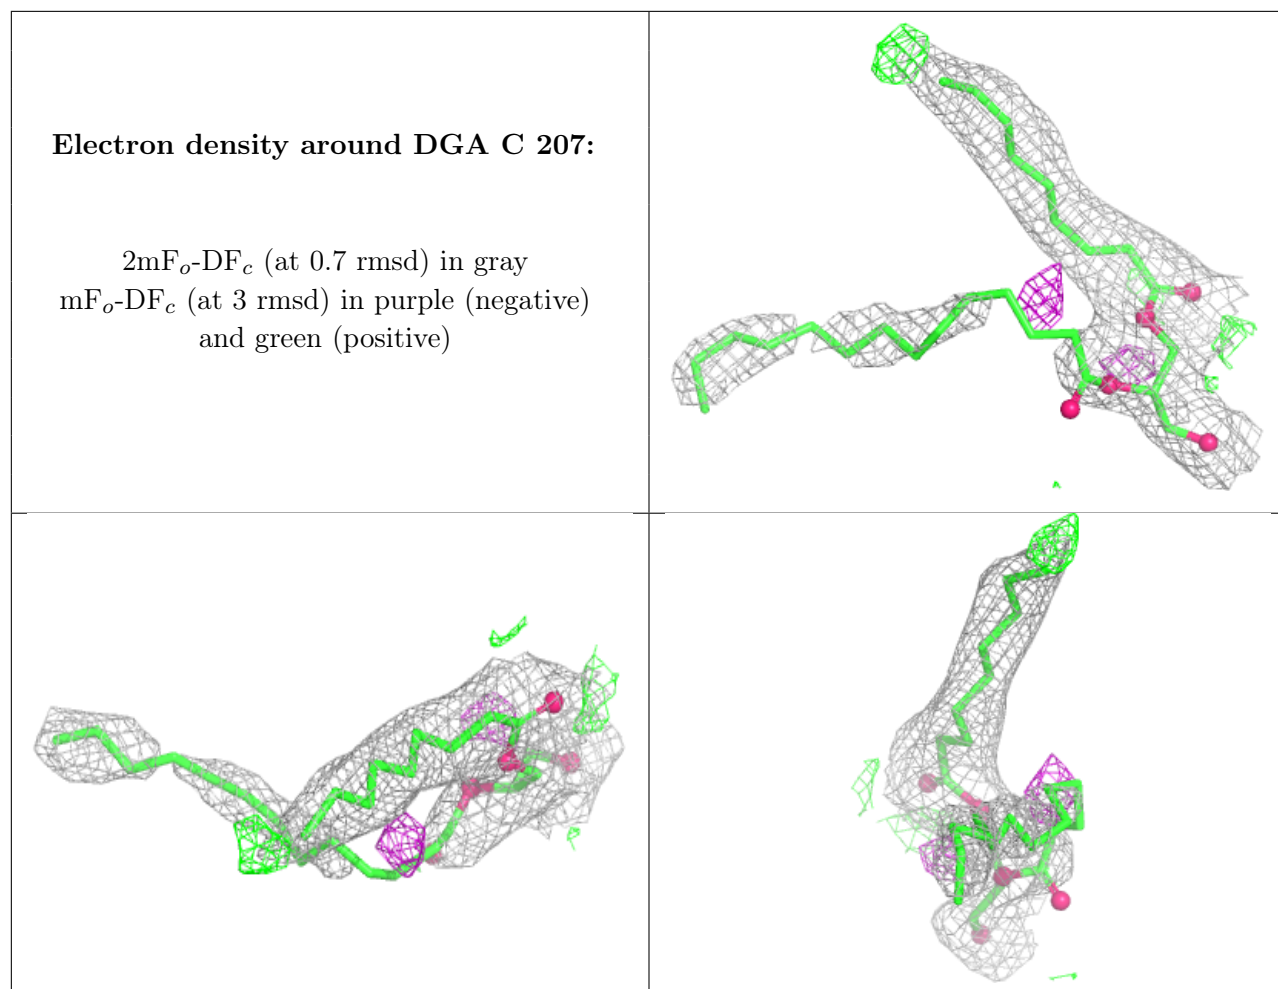 Electron density around DGA C 207:
2mFo-DFc (at 0.7 rmsd) in gray
mFo-DFc (at 3 rmsd) in purple (negative)
and green (positive)